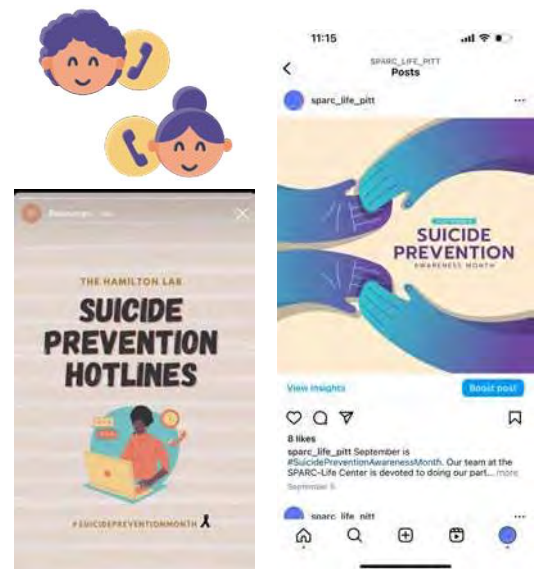 THE HAMILTON LAB
SUICIDE
PREVENTION
HOTLINES
#SUICIDEPREVENTIONMONTH
11:15
SPARC_LIFE_PITT
Posts
sparc_life_pitt
SUICIDE
PREVENTION
AWARENESS MONTH
View insights
Boost post
8 likes
sparc_life_pitt September is
#SuicidePreventionAwarenessMonth. Our team at the
SPARC-Life Center is devoted to doing our part... more
sparc_life_pitt